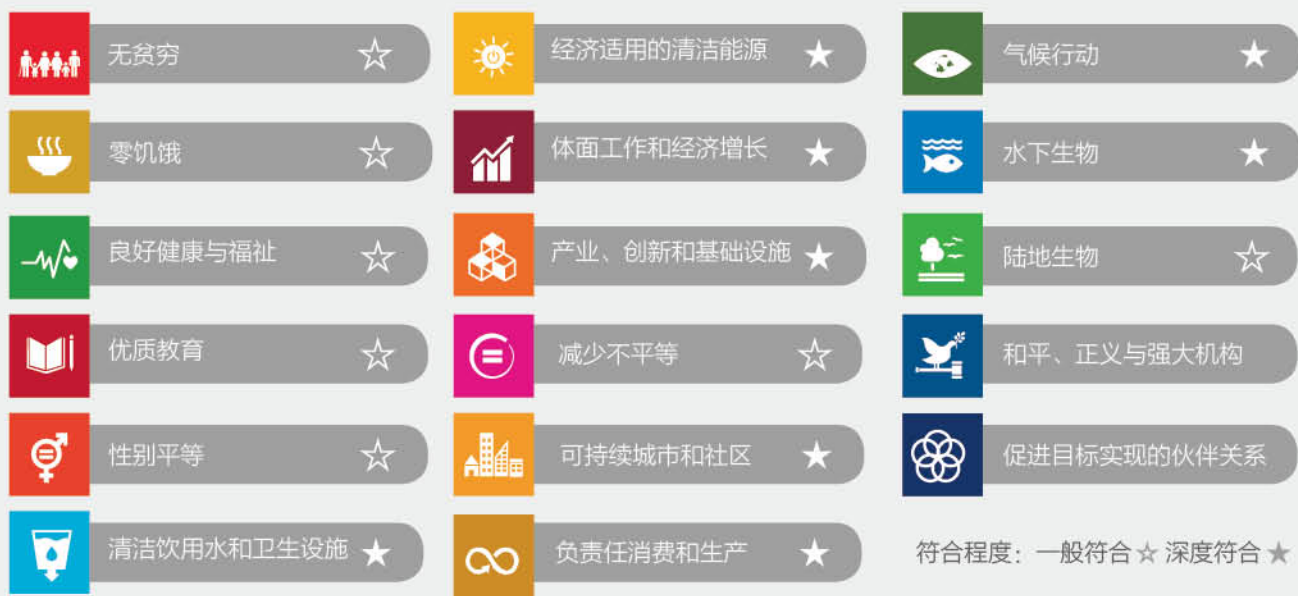 无贫穷 ☆
零饥饿 ☆
良好健康与福祉 ☆
优质教育 ☆
性别平等 ☆
清洁饮用水和卫生设施 ★
经济适用的清洁能源 ★
体面工作和经济增长 ★
产业、创新和基础设施 ★
减少不平等 ☆
可持续城市和社区 ★
负责任消费和生产 ★
气候行动 ★
水下生物 ★
陆地生物 ☆
和平、正义与强大机构
促进目标实现的伙伴关系
符合程度：一般符合 ☆ 深度符合 ★